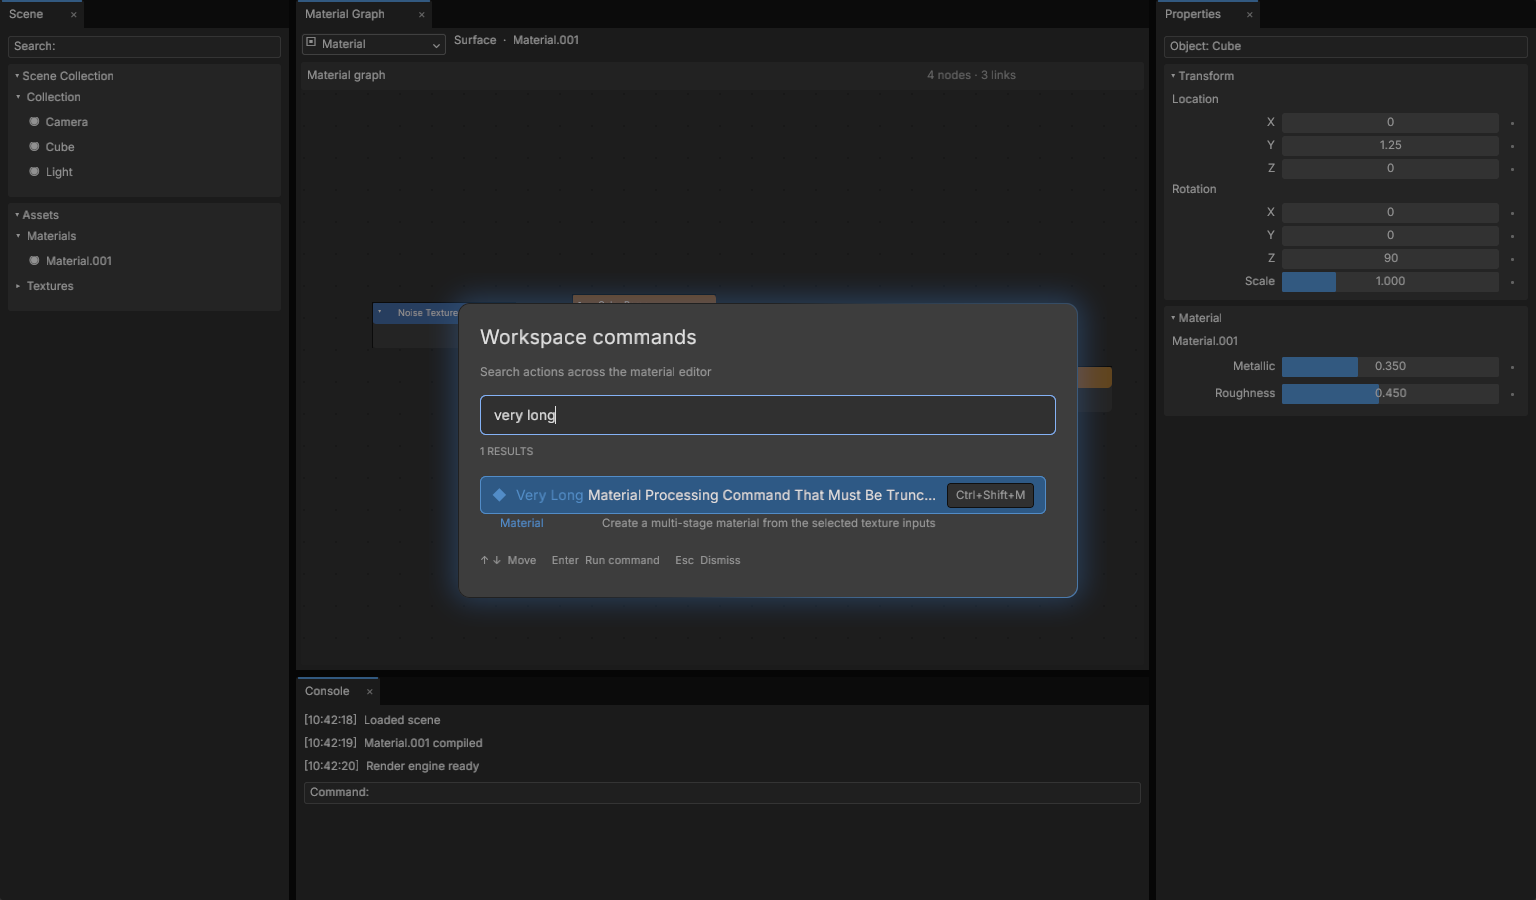 Scene ×
Search:
Scene Collection
Collection
Camera
Cube
Light
Assets
Materials
Material.001
Textures
Material Graph ×
Material
Surface · Material.001
Material graph
4 nodes · 3 links
Noise Texture
Workspace commands
Search actions across the material editor
very long
1 RESULTS
Very Long Material Processing Command That Must Be Trunc... Ctrl+Shift+M
Material Create a multi-stage material from the selected texture inputs
↑ ↓ Move Enter Run command Esc Dismiss
Console ×
[10:42:18] Loaded scene
[10:42:19] Material.001 compiled
[10:42:20] Render engine ready
Command:
Properties ×
Object: Cube
Transform
Location
X 0
Y 1.25
Z 0
Rotation
X 0
Y 0
Z 90
Scale 1.000
Material
Material.001
Metallic 0.350
Roughness 0.450